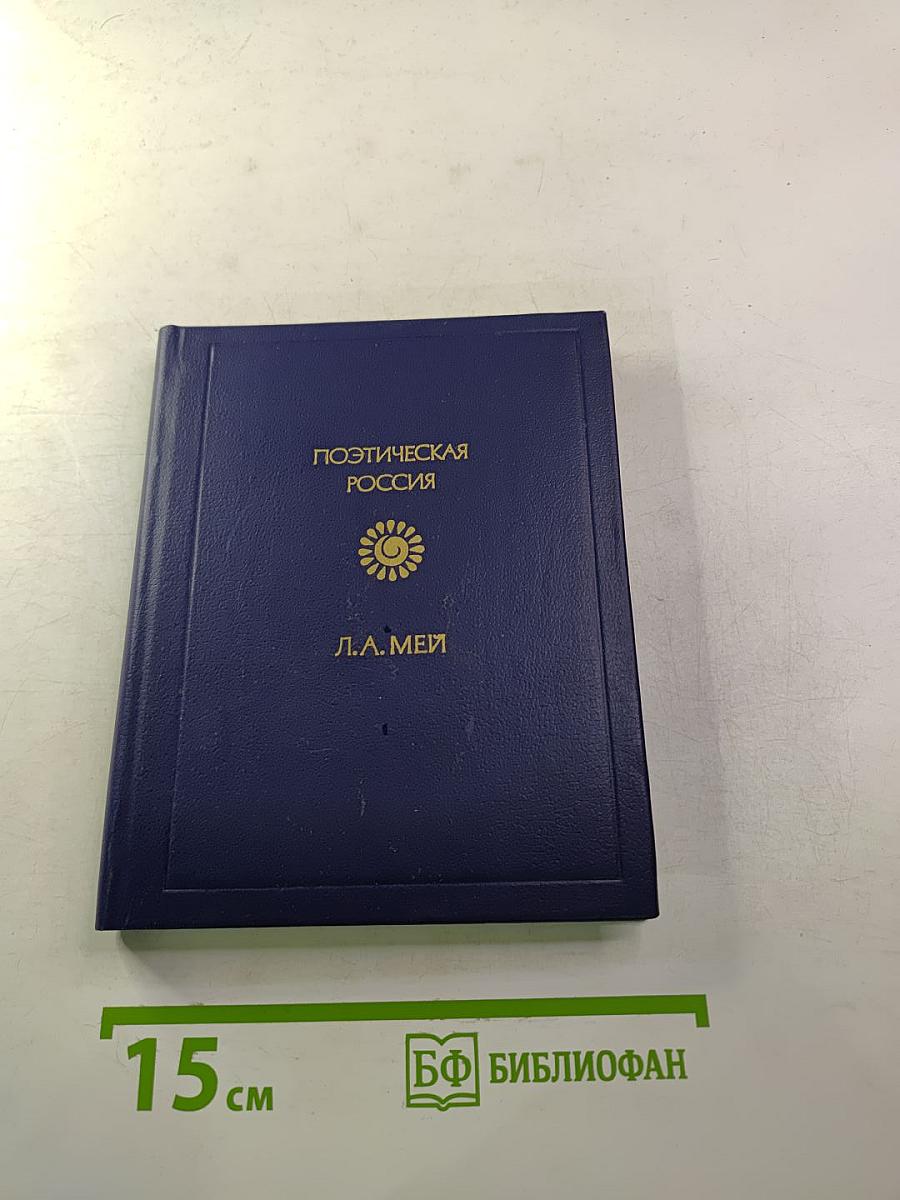 ПОЭТИЧЕСКАЯ
РОССИЯ
Л.А.МЕЙ
15 см
БФ БИБЛИОФАН